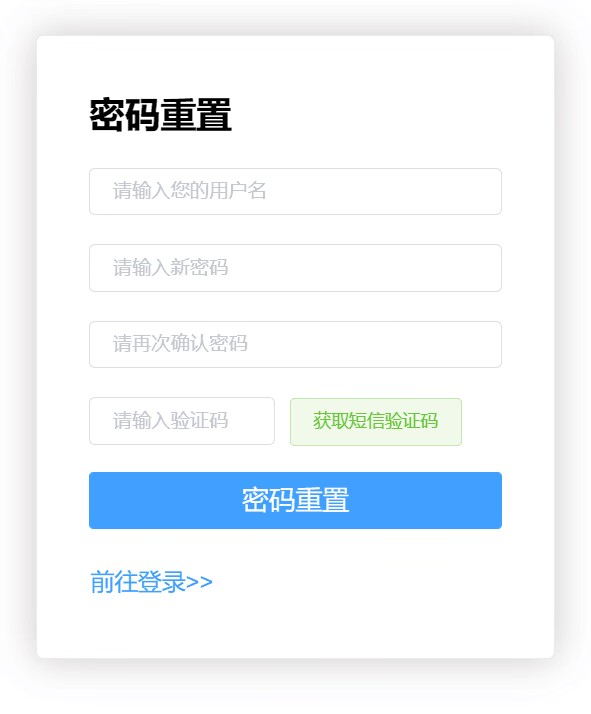 密码重置
请输入您的用户名
请输入新密码
请再次确认密码
请输入验证码 获取短信验证码
密码重置
前往登录>>